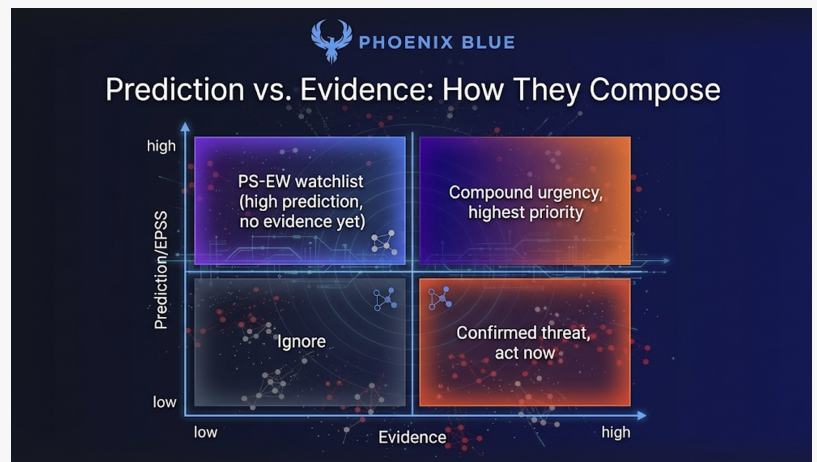 PHOENIX BLUE
Prediction vs. Evidence: How They Compose
high
PS-EW watchlist
(high prediction,
no evidence yet)
Compound urgency,
highest priority
Prediction/EPSS
Ignore
Confirmed threat,
act now
low
low
Evidence
high